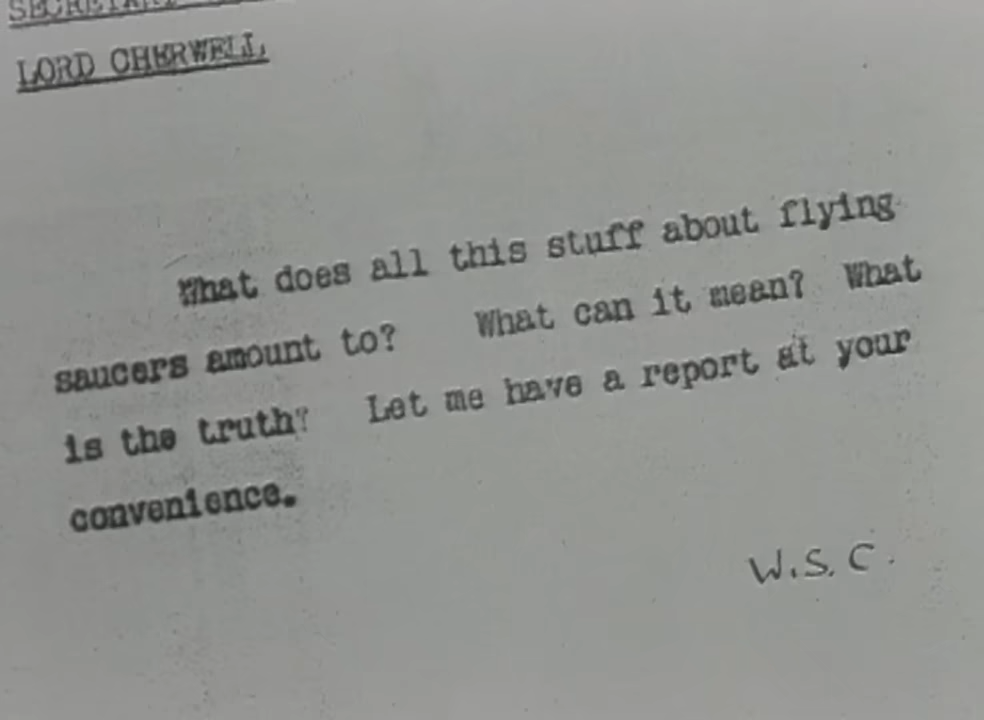 SECRETARY
LORD CHERWELL
What does all this stuff about flying
saucers amount to? What can it mean? What
is the truth? Let me have a report at your
convenience.
W.S.C.